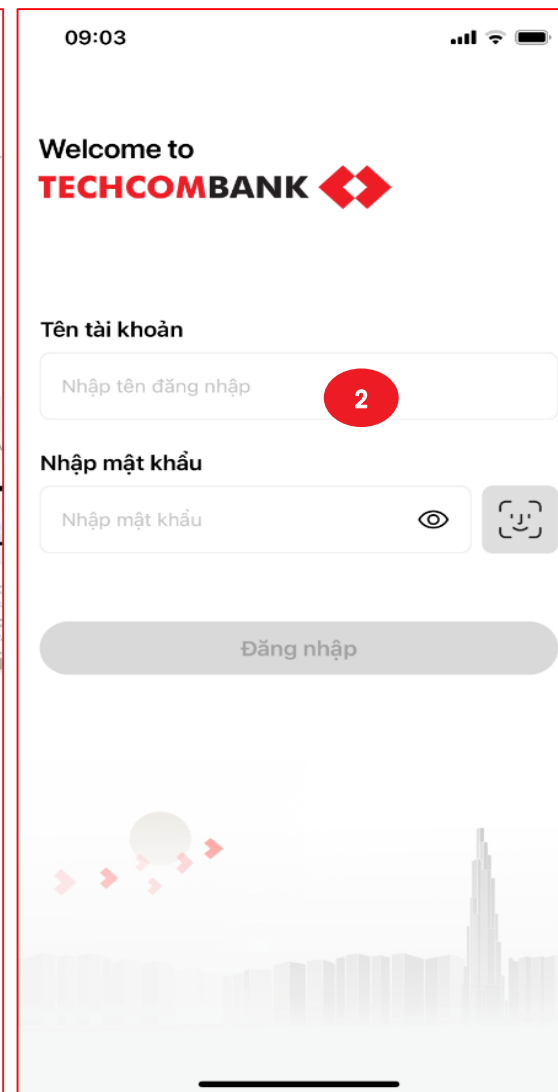 09:03
Welcome to
TECHCOMBANK
Tên tài khoản
Nhập tên đăng nhập
2
Nhập mật khẩu
Nhập mật khẩu
Đăng nhập